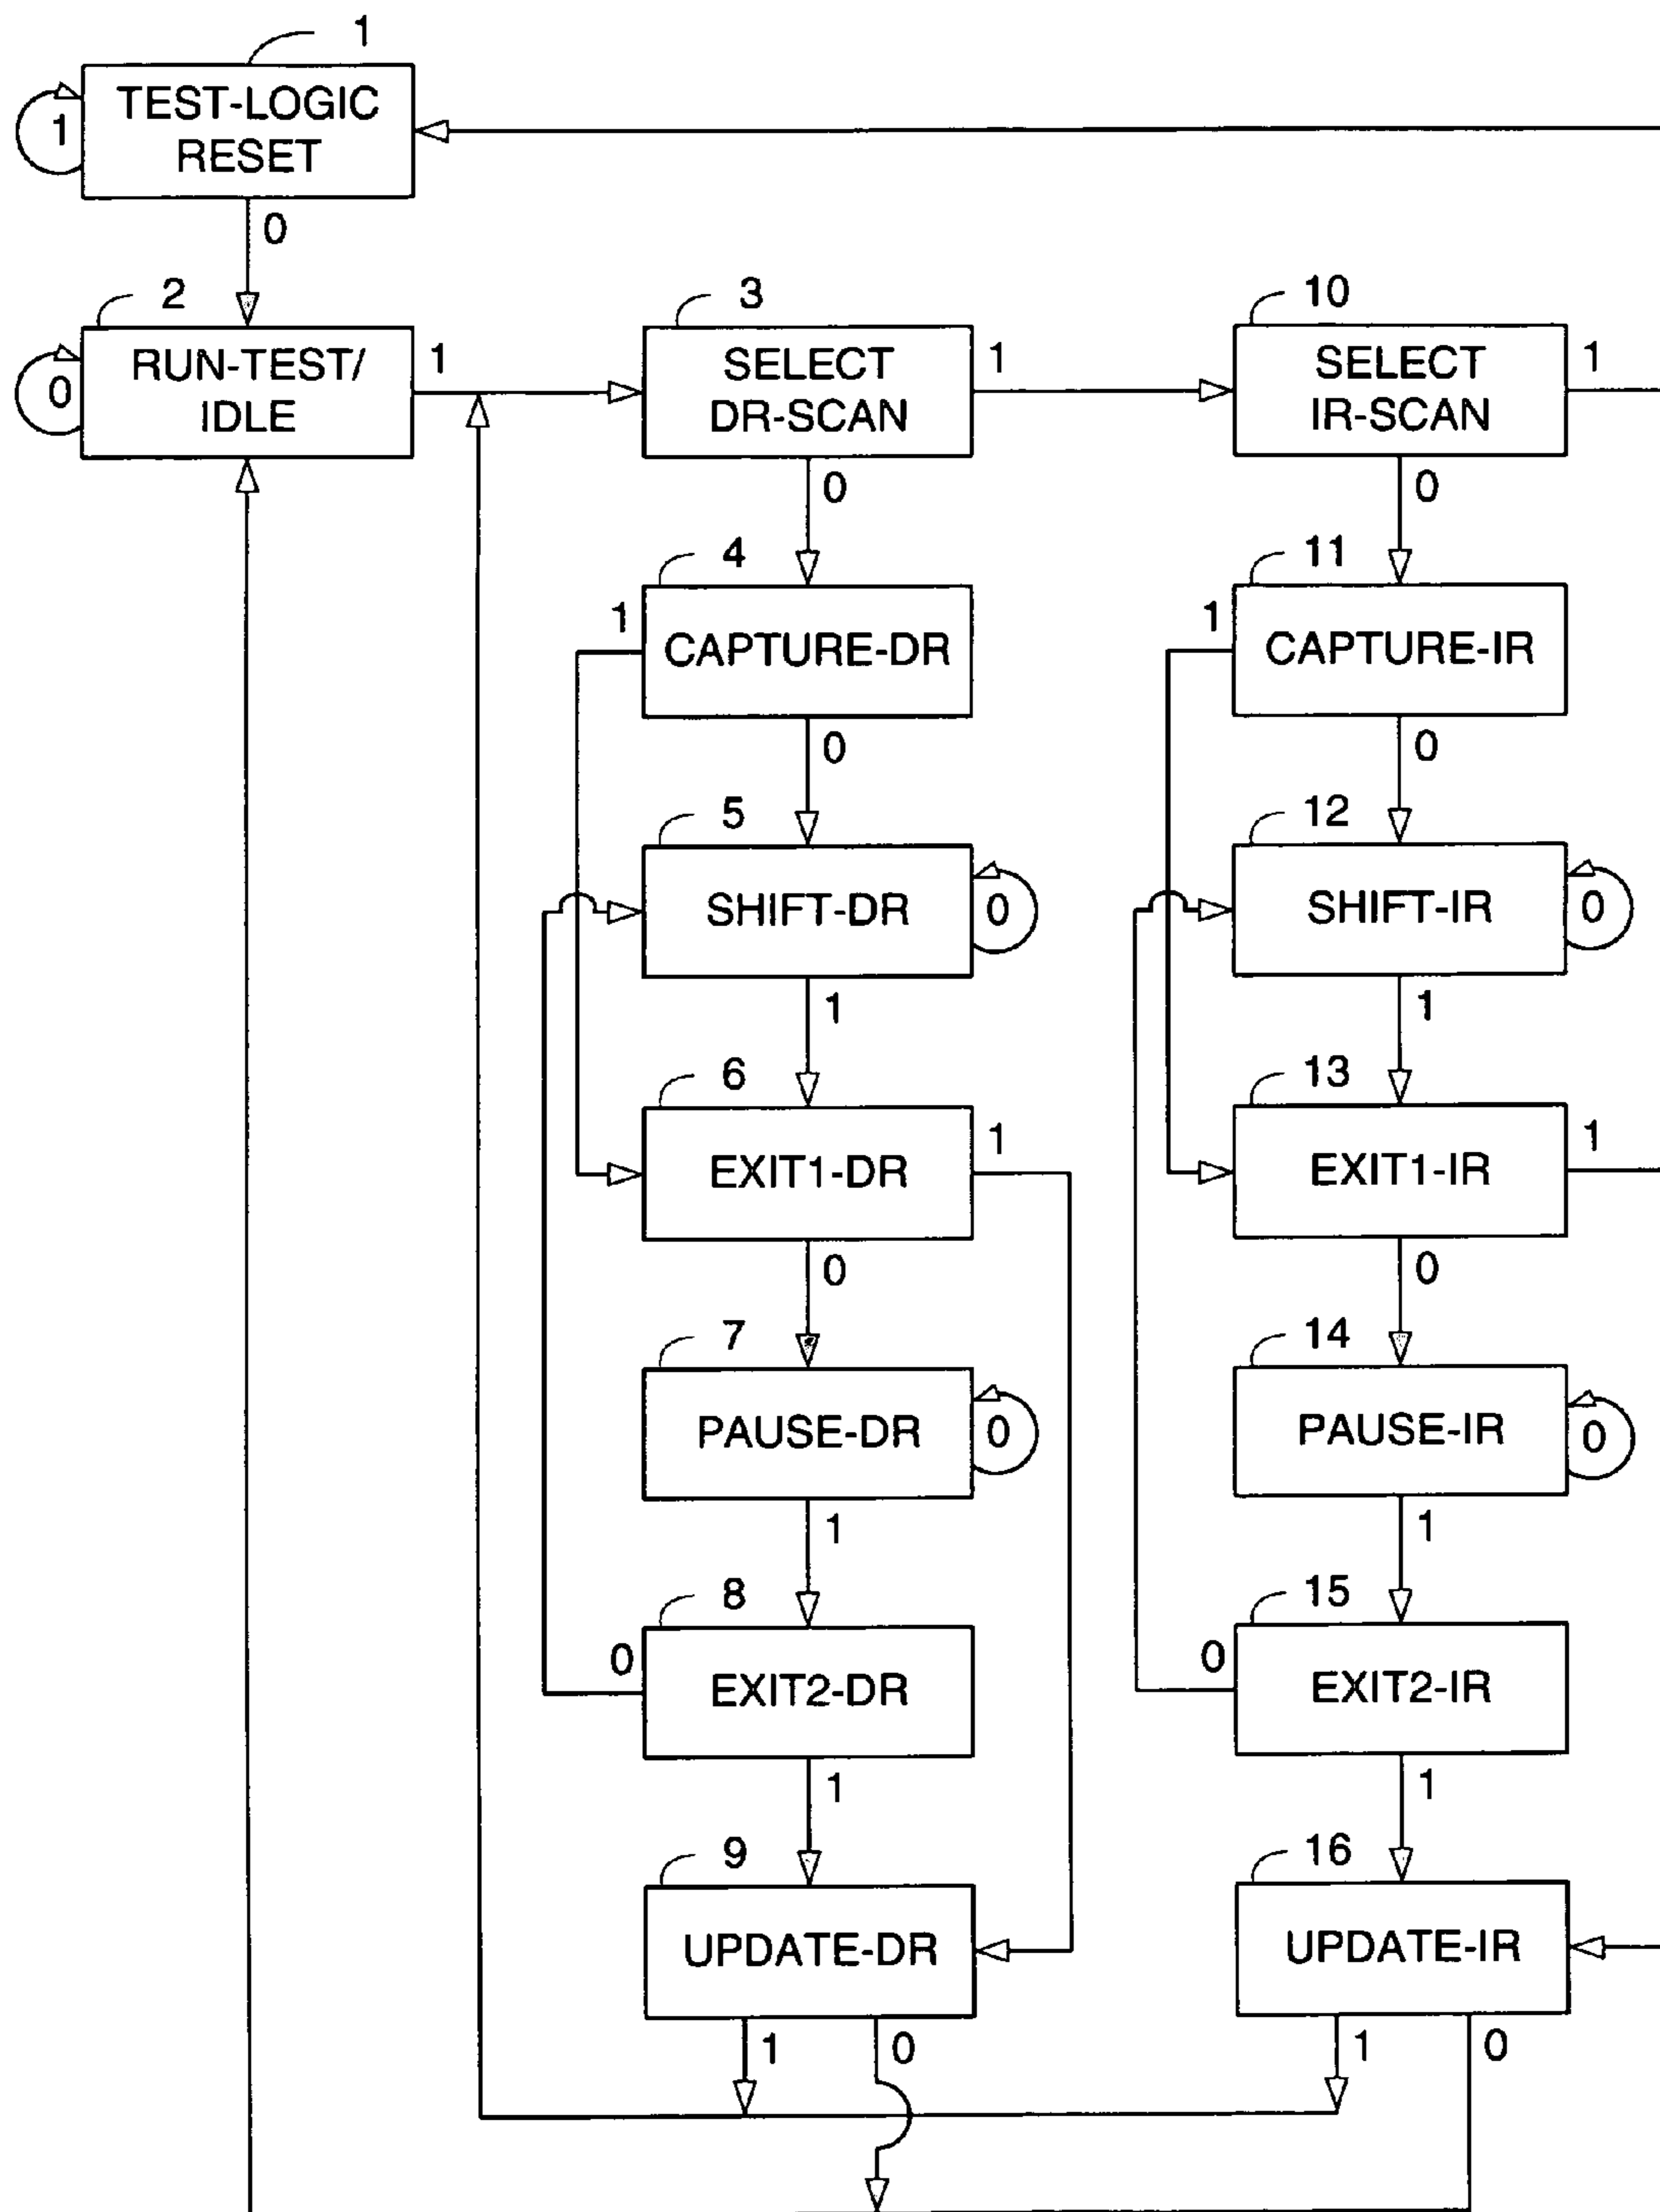 1
TEST-LOGIC
RESET
1
0
2
RUN-TEST/
IDLE
0
1
3
SELECT
DR-SCAN
1
0
10
SELECT
IR-SCAN
1
0
4
CAPTURE-DR
1
0
11
CAPTURE-IR
1
0
5
SHIFT-DR
0
1
12
SHIFT-IR
0
1
6
EXIT1-DR
1
0
13
EXIT1-IR
1
0
7
PAUSE-DR
0
1
14
PAUSE-IR
0
1
8
EXIT2-DR
0
1
15
EXIT2-IR
0
1
9
UPDATE-DR
1
0
16
UPDATE-IR
1
0